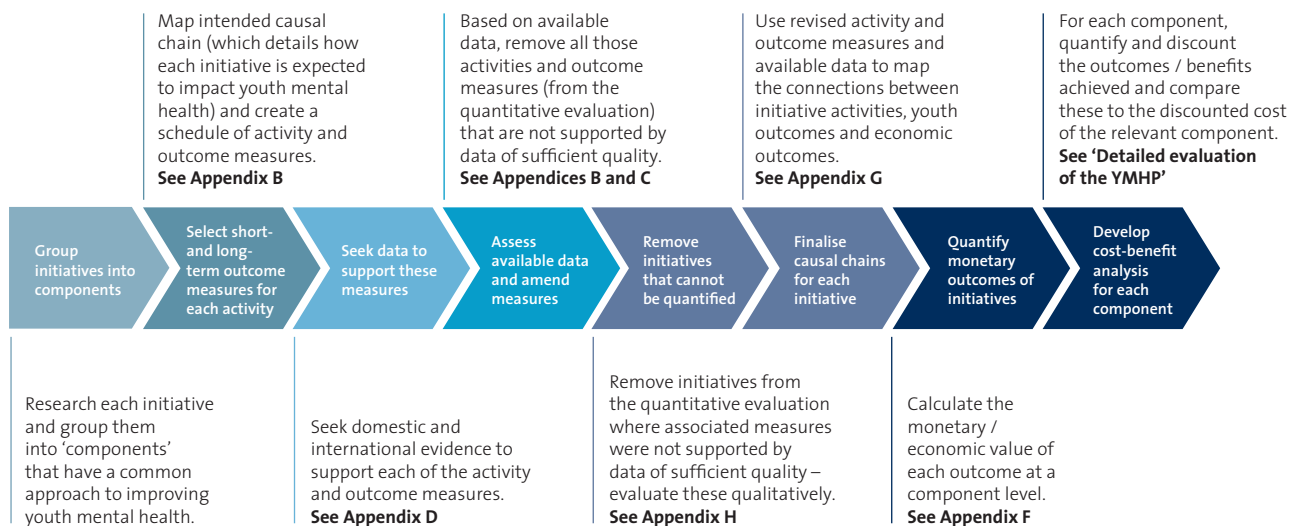 Map intended causal
chain (which details how
each initiative is expected
to impact youth mental
health) and create a
schedule of activity and
outcome measures.
See Appendix B
Based on available
data, remove all those
activities and outcome
measures (from the
quantitative evaluation)
that are not supported by
data of sufficient quality.
See Appendices B and C
Use revised activity and
outcome measures and
available data to map
the connections between
initiative activities, youth
outcomes and economic
outcomes.
See Appendix G
For each component,
quantify and discount
the outcomes / benefits
achieved and compare
these to the discounted cost
of the relevant component.
See ‘Detailed evaluation
of the YMHP’
Group
initiatives into
components
Select short-
and long-
term outcome
measures for
each activity
Seek data to
support these
measures
Assess
available data
and amend
measures
Remove
initiatives
that cannot
be quantified
Finalise
causal chains
for each
initiative
Quantify
monetary
outcomes of
initiatives
Develop
cost-benefit
analysis
for each
component
Research each initiative
and group them
into ‘components’
that have a common
approach to improving
youth mental health.
Seek domestic and
international evidence to
support each of the activity
and outcome measures.
See Appendix D
Remove initiatives from
the quantitative evaluation
where associated measures
were not supported by
data of sufficient quality –
evaluate these qualitatively.
See Appendix H
Calculate the
monetary /
economic value of
each outcome at a
component level.
See Appendix F